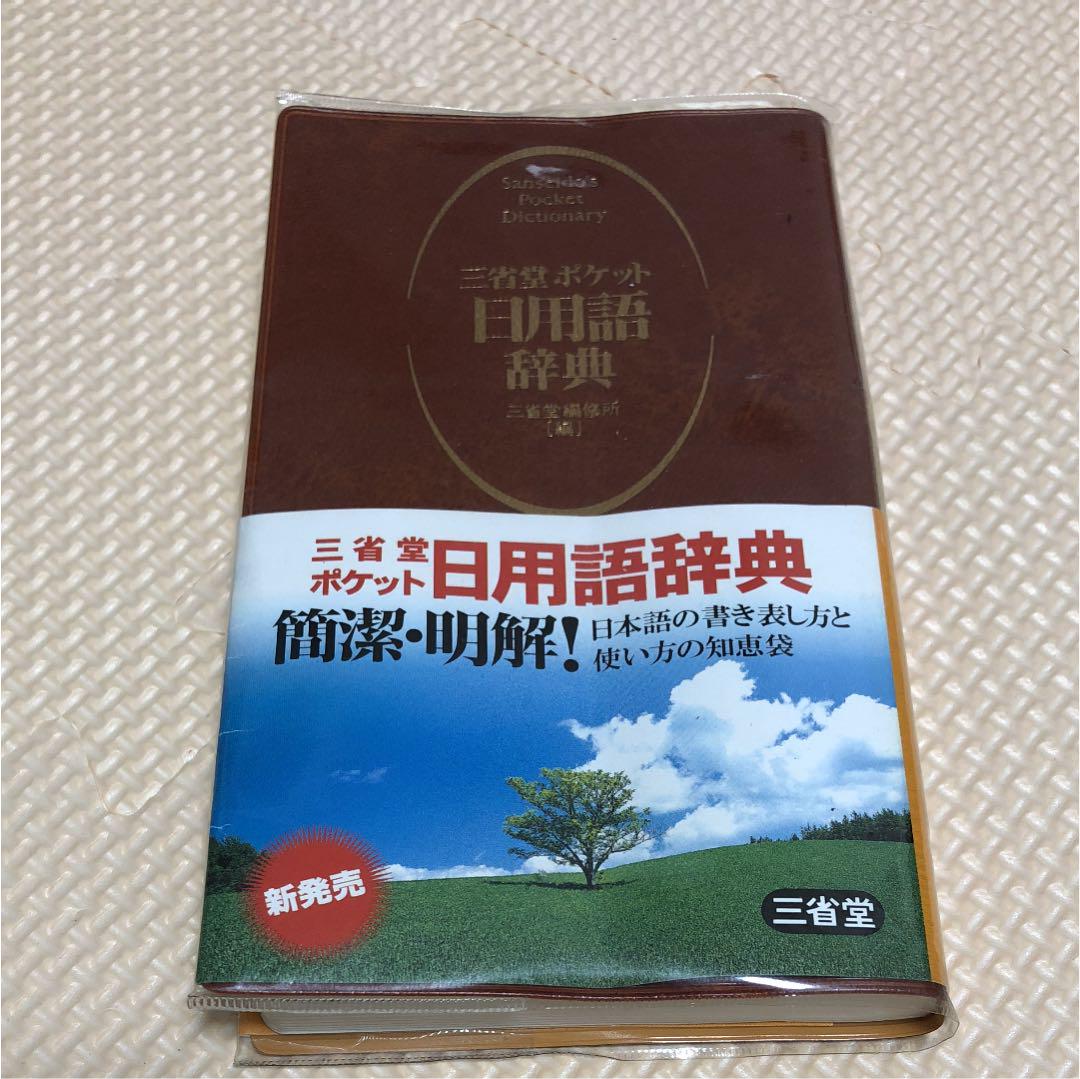 Sanseido's
Pocket
Dictionary
三省堂 ポケット
日用語
辞典
三省堂編修所
[編]
三省堂
ポケット
日用語辞典
簡潔・明解!
日本語の書き表し方と
使い方の知恵袋
新発売
三省堂